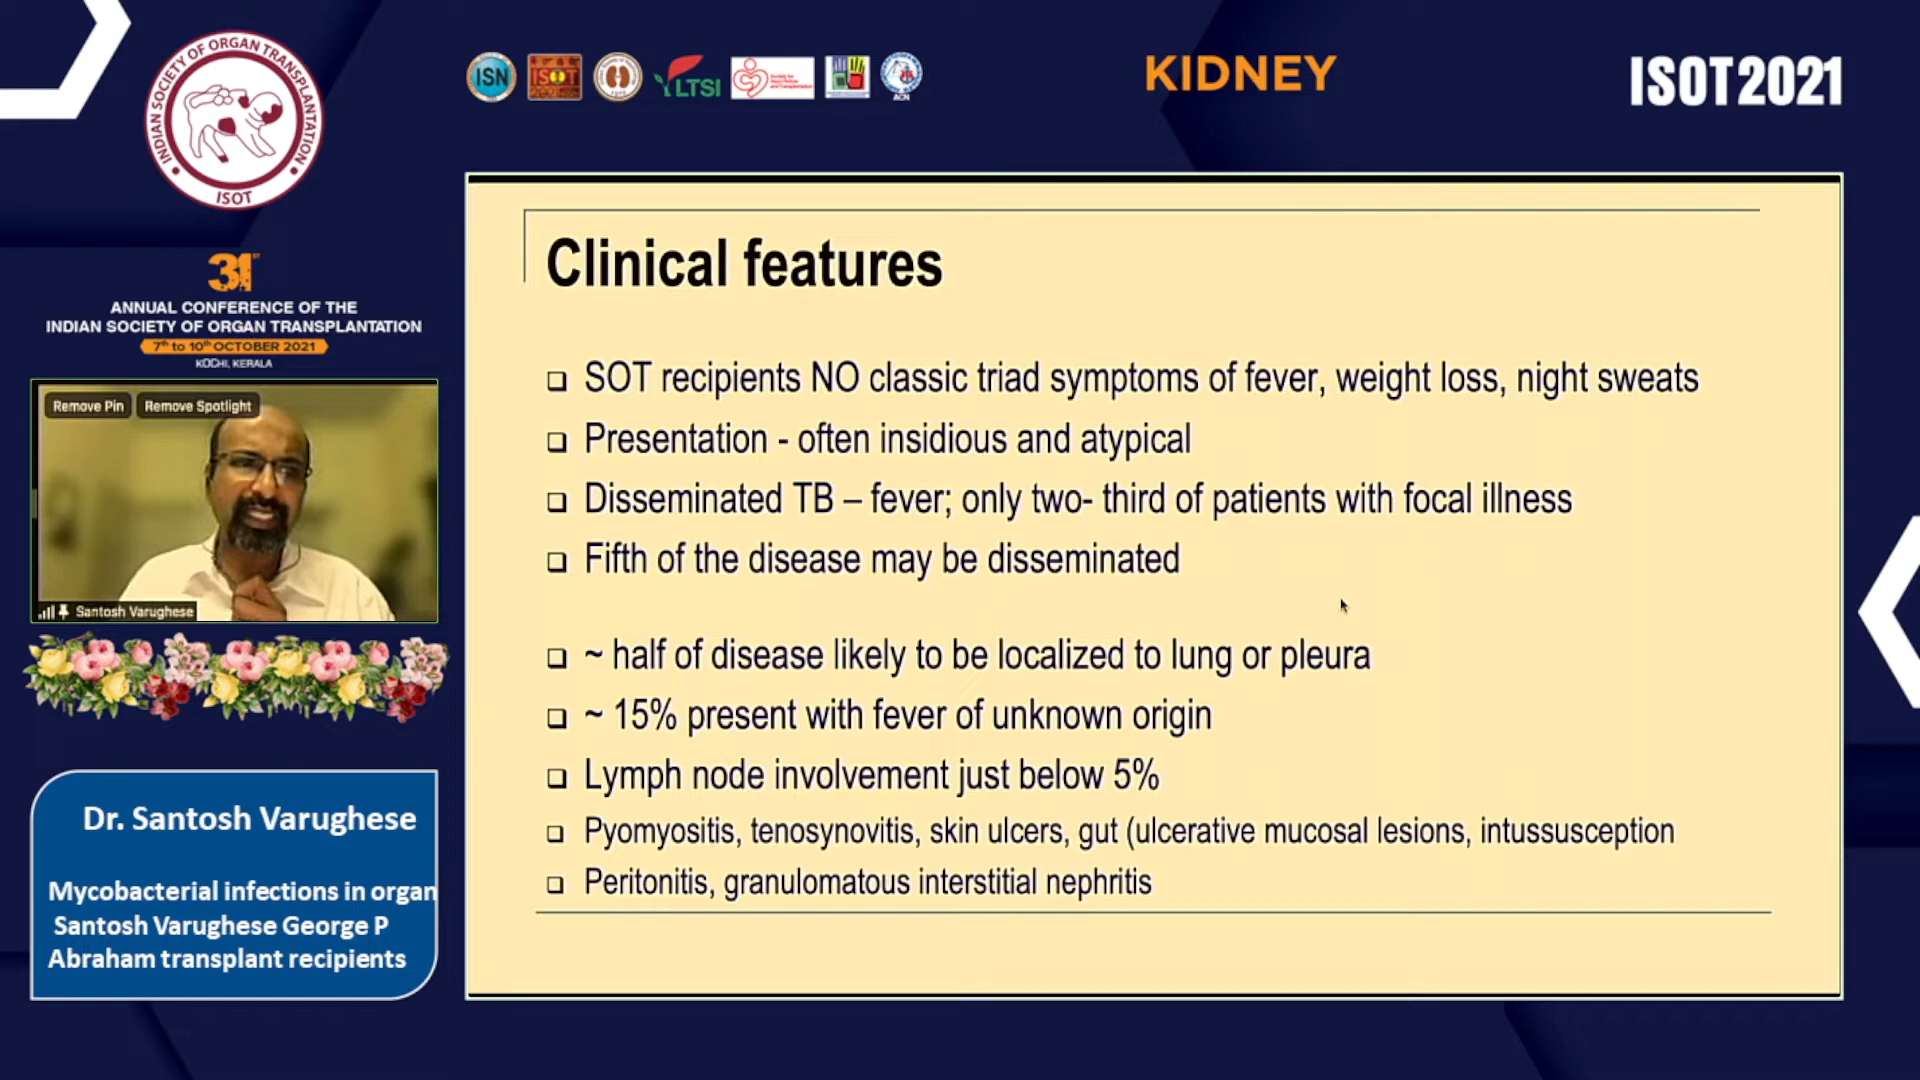 INDIAN SOCIETY OF ORGAN TRANSPLANTATION
ISOT
ISN
ISOT
LTSI
ACN
KIDNEY
ISOT2021
31ST
ANNUAL CONFERENCE OF THE
INDIAN SOCIETY OF ORGAN TRANSPLANTATION
7th to 10th OCTOBER 2021
KOCHI, KERALA
Remove Pin Remove Spotlight
Santosh Varughese
Dr. Santosh Varughese
Mycobacterial infections in organ
Santosh Varughese George P
Abraham transplant recipients
Clinical features
SOT recipients NO classic triad symptoms of fever, weight loss, night sweats
Presentation - often insidious and atypical
Disseminated TB – fever; only two- third of patients with focal illness
Fifth of the disease may be disseminated
~ half of disease likely to be localized to lung or pleura
~ 15% present with fever of unknown origin
Lymph node involvement just below 5%
Pyomyositis, tenosynovitis, skin ulcers, gut (ulcerative mucosal lesions, intussusception
Peritonitis, granulomatous interstitial nephritis